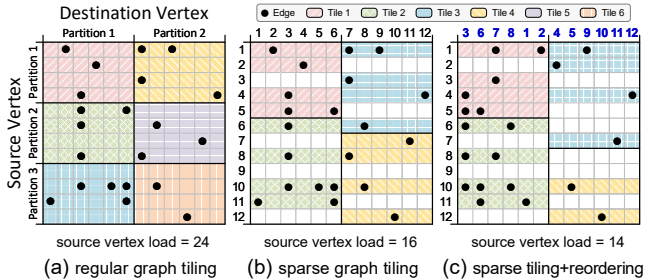 Destination Vertex
Edge Tile 1 Tile 2 Tile 3 Tile 4 Tile 5 Tile 6
Partition 1 Partition 2
1 2 3 4 5 6 7 8 9 10 11 12
3 6 7 8 1 2 4 5 9 10 11 12
Source Vertex
Partition 1
Partition 2
Partition 3
1
2
3
4
5
6
7
8
9
10
11
12
1
2
3
4
5
6
7
8
9
10
11
12
source vertex load = 24
source vertex load = 16
source vertex load = 14
(a) regular graph tiling
(b) sparse graph tiling
(c) sparse tiling+reordering